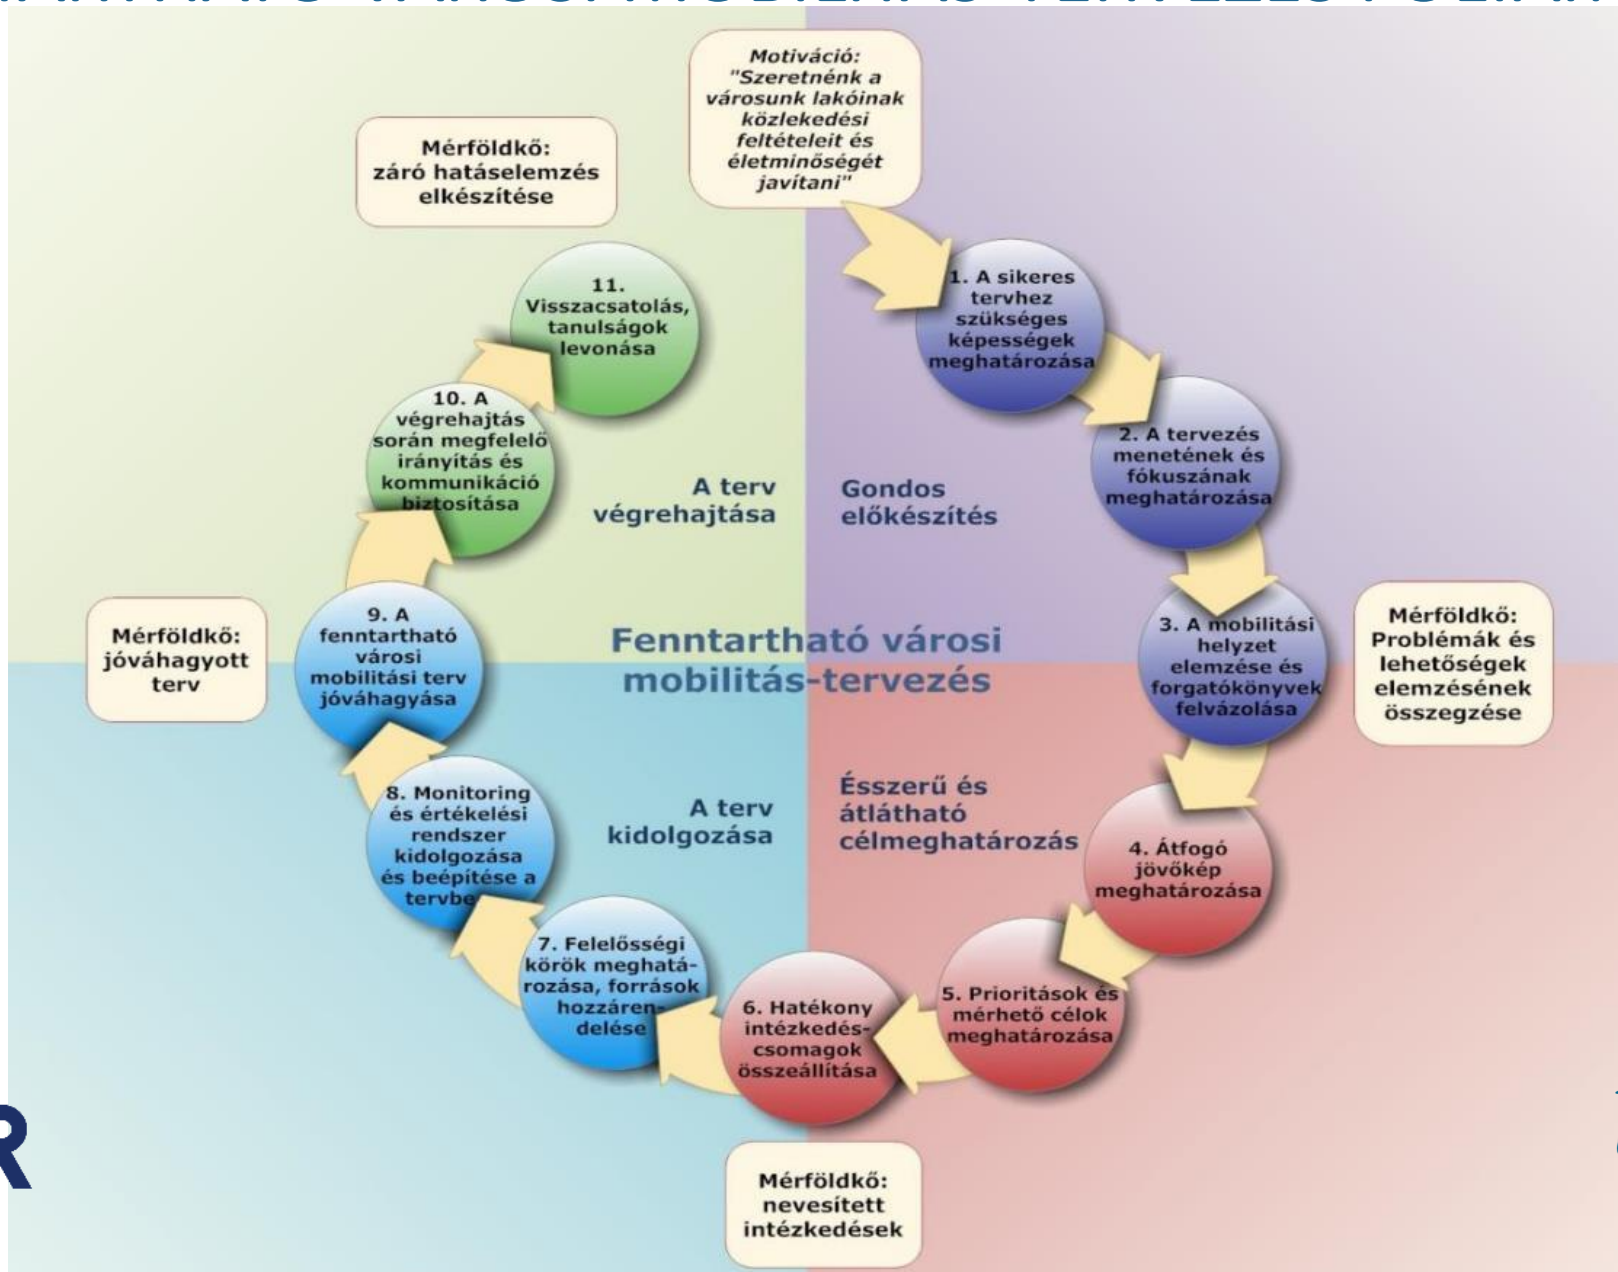 Motiváció:
"Szeretnénk a
városunk lakóinak
közlekedési
feltételeit és
életminőségét
javítani"
1. A sikeres
tervhez
szükséges
képességek
meghatározása
2. A tervezés
menetének és
fókuszának
meghatározása
3. A mobilitási
helyzet
elemzése és
forgatókönyvek
felvázolása
Mérföldkő:
Problémák és
lehetőségek
elemzésének
összegzése
4. Átfogó
jövőkép
meghatározása
5. Prioritások és
mérhető célok
meghatározása
6. Hatékony
intézkedés-
csomagok
összeállítása
Mérföldkő:
nevesített
intézkedések
7. Felelősségi
körök meghatá-
rozása, források
hozzáren-
delése
8. Monitoring
és értékelési
rendszer
kidolgozása
és beépítése a
tervbe
9. A
fenntartható
városi
mobilitási terv
jóváhagyása
Mérföldkő:
jóváhagyott
terv
10. A
végrehajtás
során megfelelő
irányítás és
kommunikáció
biztosítása
11.
Visszacsatolás,
tanulságok
levonása
Mérföldkő:
záró hatáselemzés
elkészítése
A terv
végrehajtása
Gondos
előkészítés
Fenntartható városi
mobilitás-tervezés
A terv
kidolgozása
Ésszerű és
átlátható
célmeghatározás
R